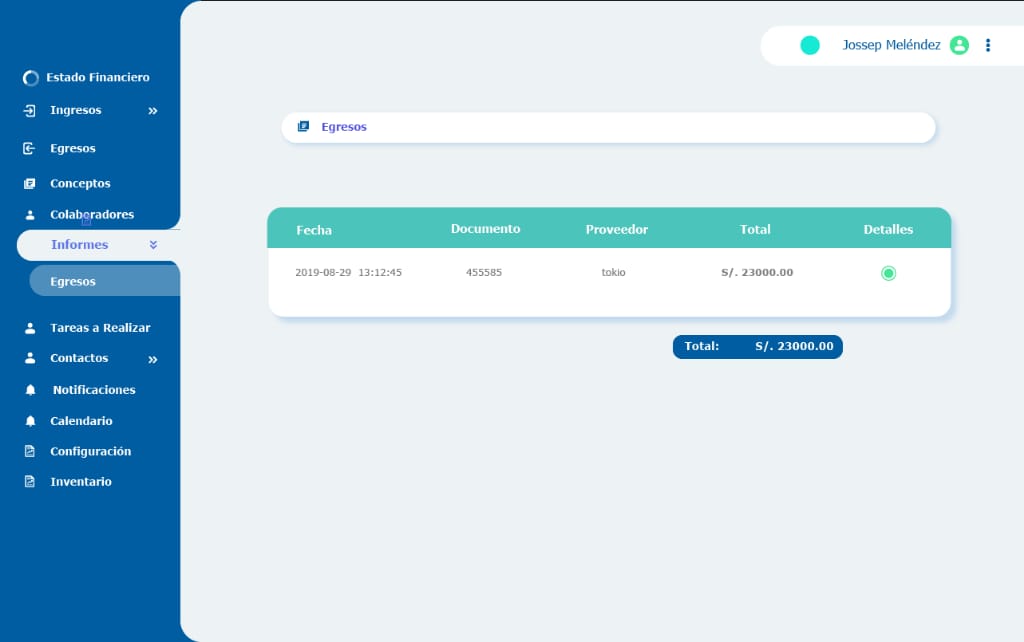 Estado Financiero
Ingresos
Egresos
Conceptos
Colaboradores
Informes
Egresos
Tareas a Realizar
Contactos
Notificaciones
Calendario
Configuración
Inventario
Jossep Meléndez
Egresos
Fecha Documento Proveedor Total Detalles
2019-08-29 13:12:45 455585 tokio S/. 23000.00
Total: S/. 23000.00